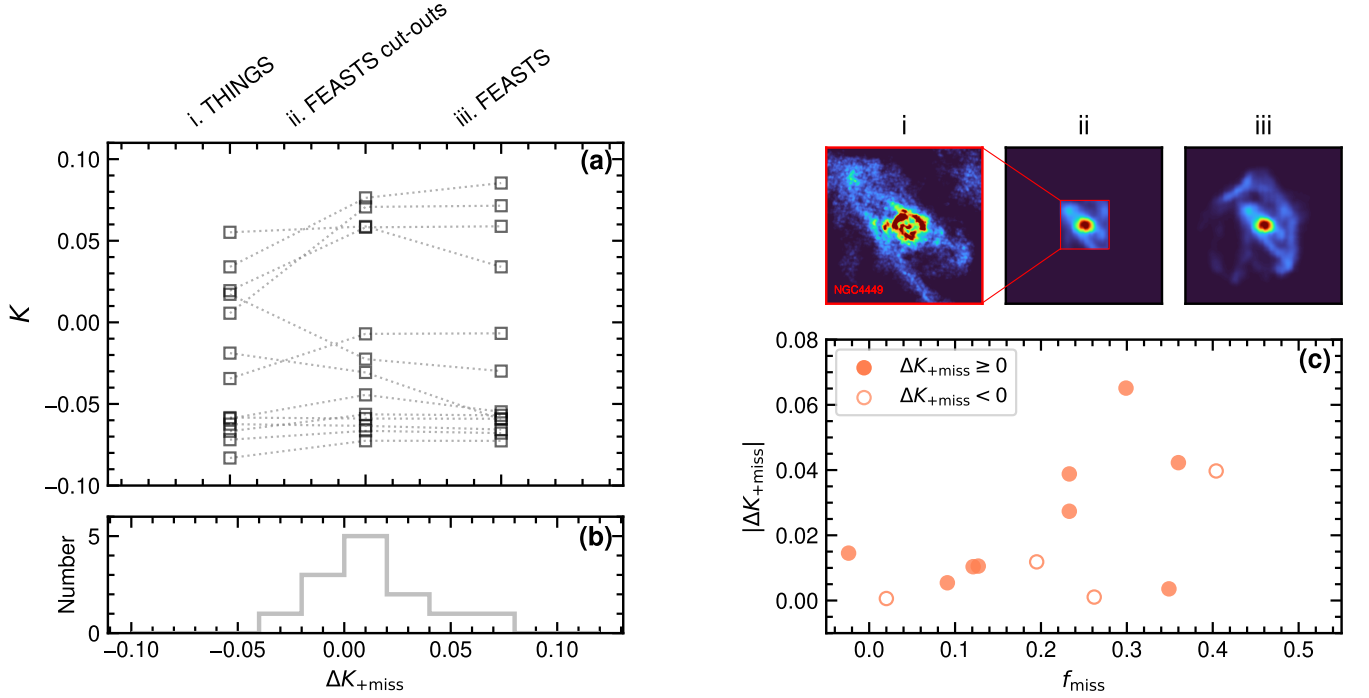 i. THINGS
ii. FEASTS cut-outs
iii. FEASTS
(a)
0.10
0.05
0.00
−0.05
−0.10
K
(b)
5
0
Number
−0.10 −0.05 0.00 0.05 0.10
ΔK+miss
i ii iii
NGC4449
(c)
ΔK+miss ≥ 0
ΔK+miss < 0
0.08
0.06
0.04
0.02
0.00
|ΔK+miss|
0.0 0.1 0.2 0.3 0.4 0.5
fmiss